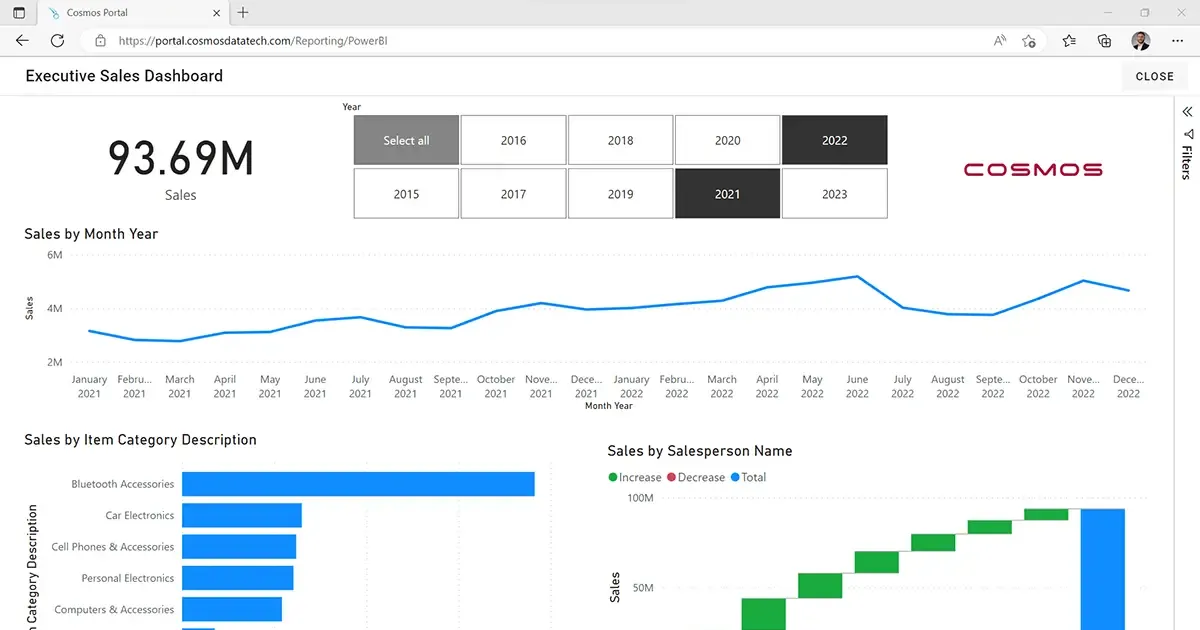 Cosmos Portal
https://portal.cosmosdatatech.com/Reporting/PowerBI
Executive Sales Dashboard
CLOSE
Year
Select all 2016 2018 2020 2022
2015 2017 2019 2021 2023
93.69M
Sales
COSMOS
Filters
Sales by Month Year
6M
4M
2M
Sales
January Febru... March April May June July August Septe... October Nove... Dece... January Febru... March April May June July August Septe... October Nove... Dece...
2021 2021 2021 2021 2021 2021 2021 2021 2021 2021 2021 2021 2022 2022 2022 2022 2022 2022 2022 2022 2022 2022 2022 2022
Month Year
Sales by Item Category Description
Bluetooth Accessories
Car Electronics
Cell Phones & Accessories
Personal Electronics
Computers & Accessories
Category Description
Sales by Salesperson Name
Increase Decrease Total
100M
50M
Sales